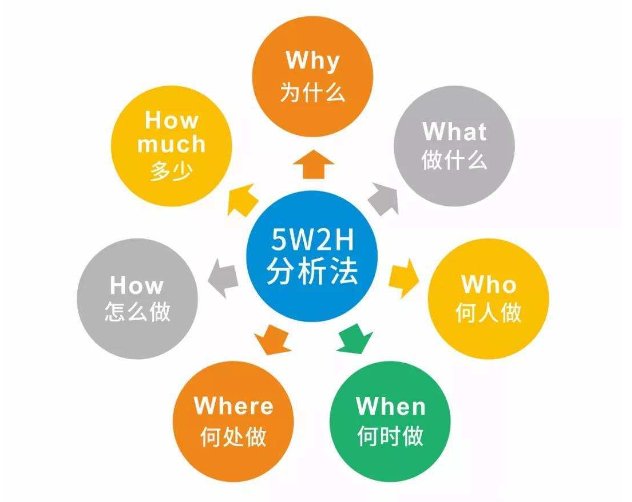 Why
为什么
What
做什么
Who
何人做
When
何时做
Where
何处做
How
怎么做
How
much
多少
5W2H
分析法